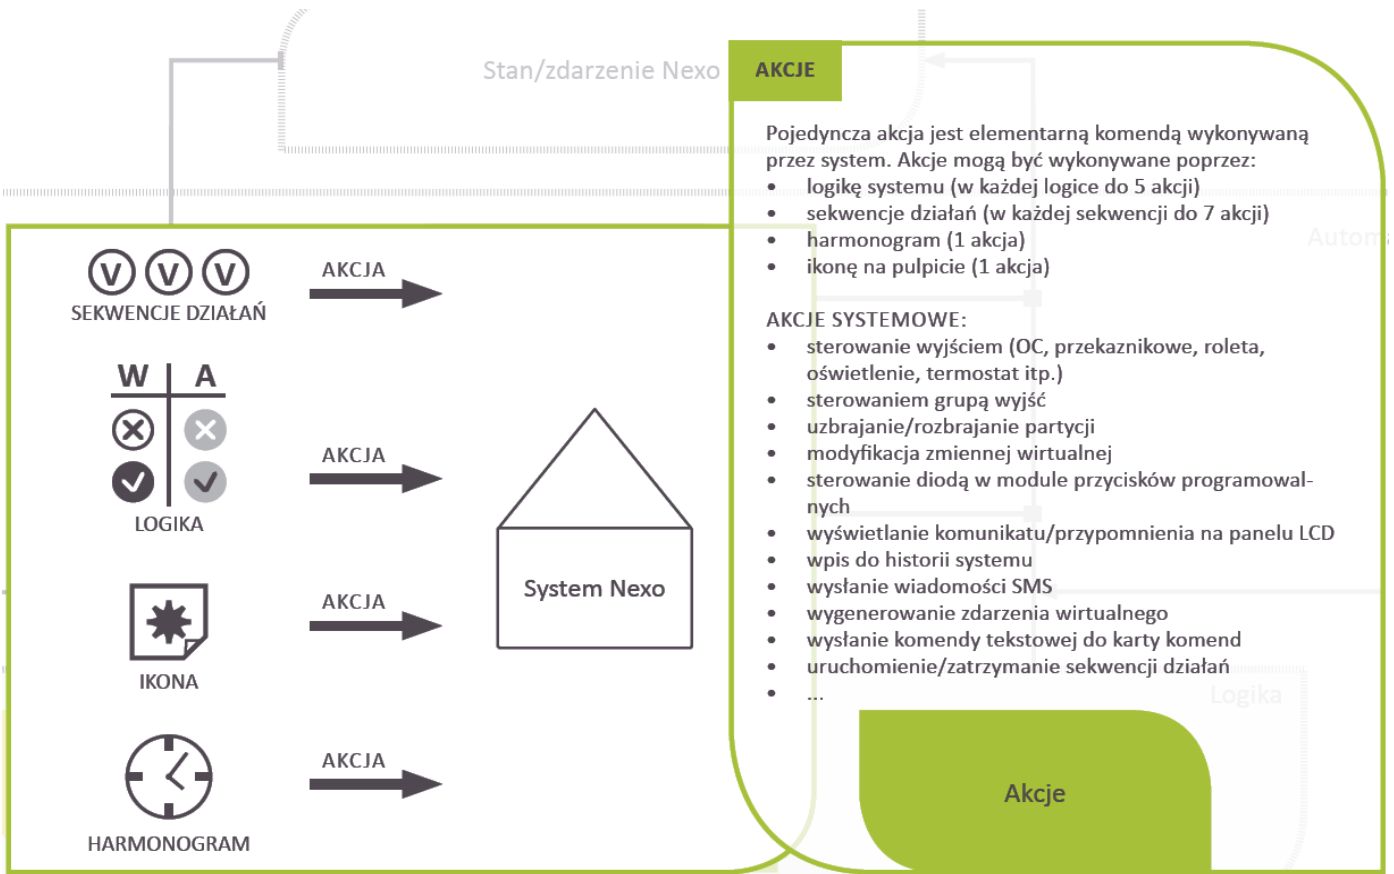 Stan/zdarzenie Nexo
AKCJE
Pojedyncza akcja jest elementarną komendą wykonywaną
przez system. Akcje mogą być wykonywane poprzez:
• logikę systemu (w każdej logice do 5 akcji)
• sekwencje działań (w każdej sekwencji do 7 akcji)
• harmonogram (1 akcja)
• ikonę na pulpicie (1 akcja)
AKCJE SYSTEMOWE:
• sterowanie wyjściem (OC, przekaznikowe, roleta,
oświetlenie, termostat itp.)
• sterowaniem grupą wyjść
• uzbrajanie/rozbrajanie partycji
• modyfikacja zmiennej wirtualnej
• sterowanie diodą w module przycisków programowal-
nych
• wyświetlanie komunikatu/przypomnienia na panelu LCD
• wpis do historii systemu
• wysłanie wiadomości SMS
• wygenerowanie zdarzenia wirtualnego
• wysłanie komendy tekstowej do karty komend
• uruchomienie/zatrzymanie sekwencji działań
• ...
Automa
Logika
Akcje
V V V
SEKWENCJE DZIAŁAŃ
AKCJA
W A
LOGIKA
AKCJA
IKONA
AKCJA
HARMONOGRAM
AKCJA
System Nexo